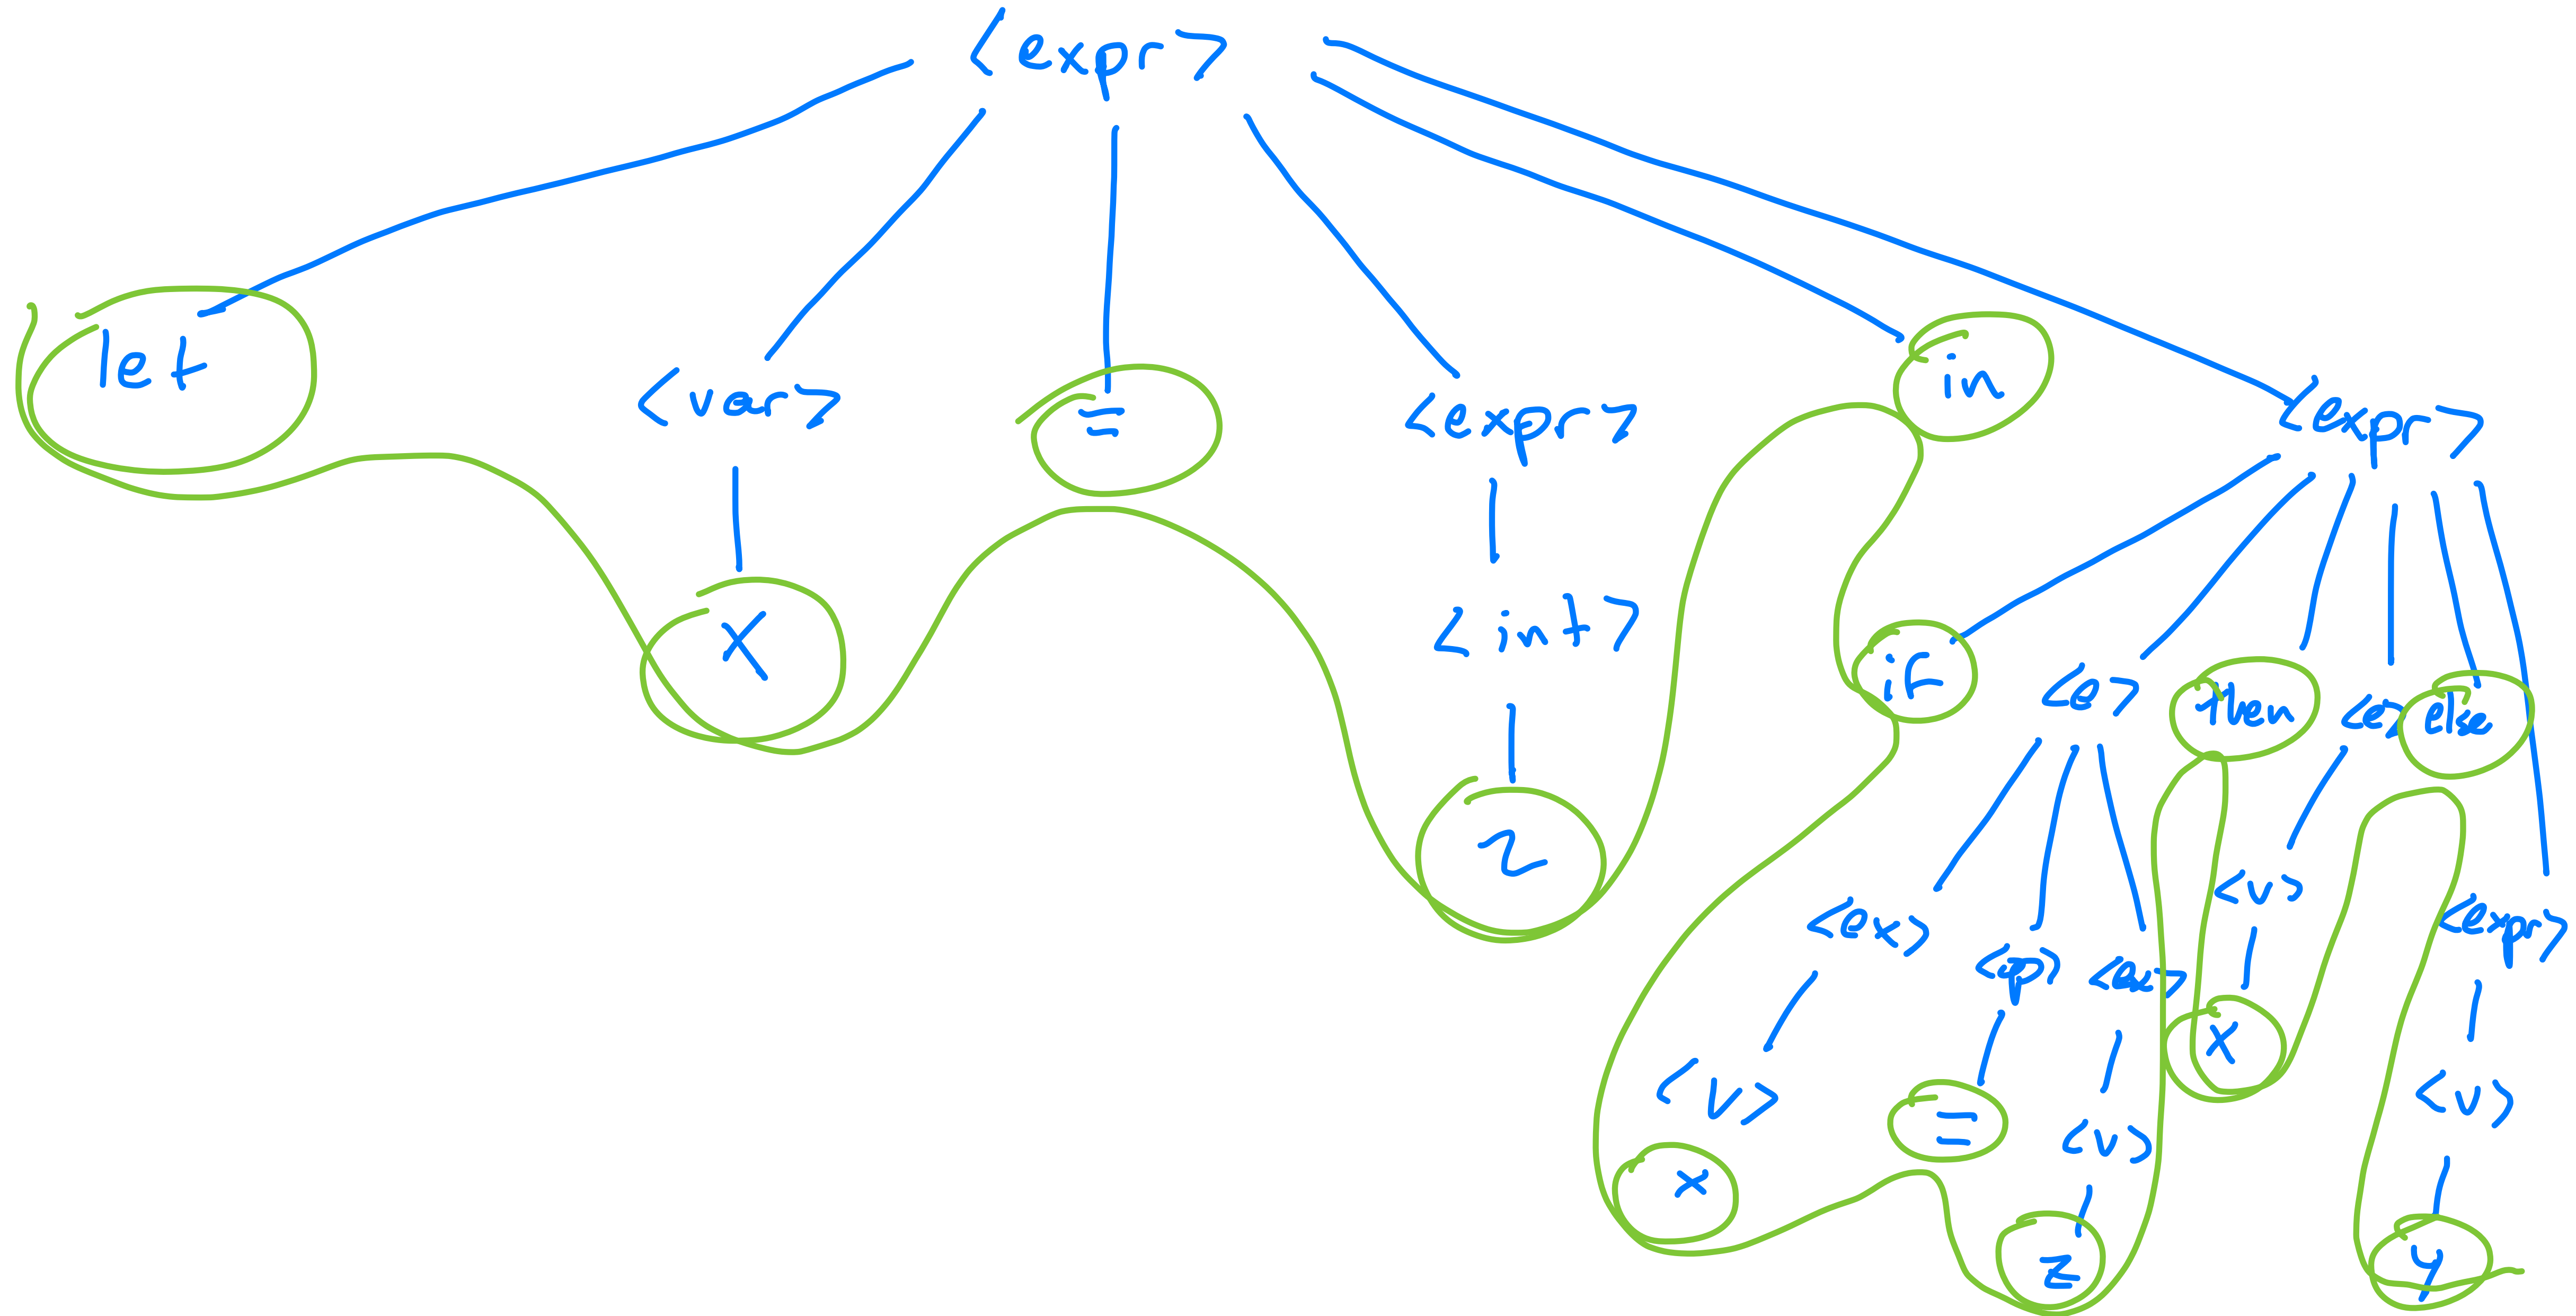 <expr>
let <var> = <expr> in <expr>
x <int> if <e> then <e> else
2 <ex> <op> <ex> <v> <expr>
<v> = <v> x <v>
x z y